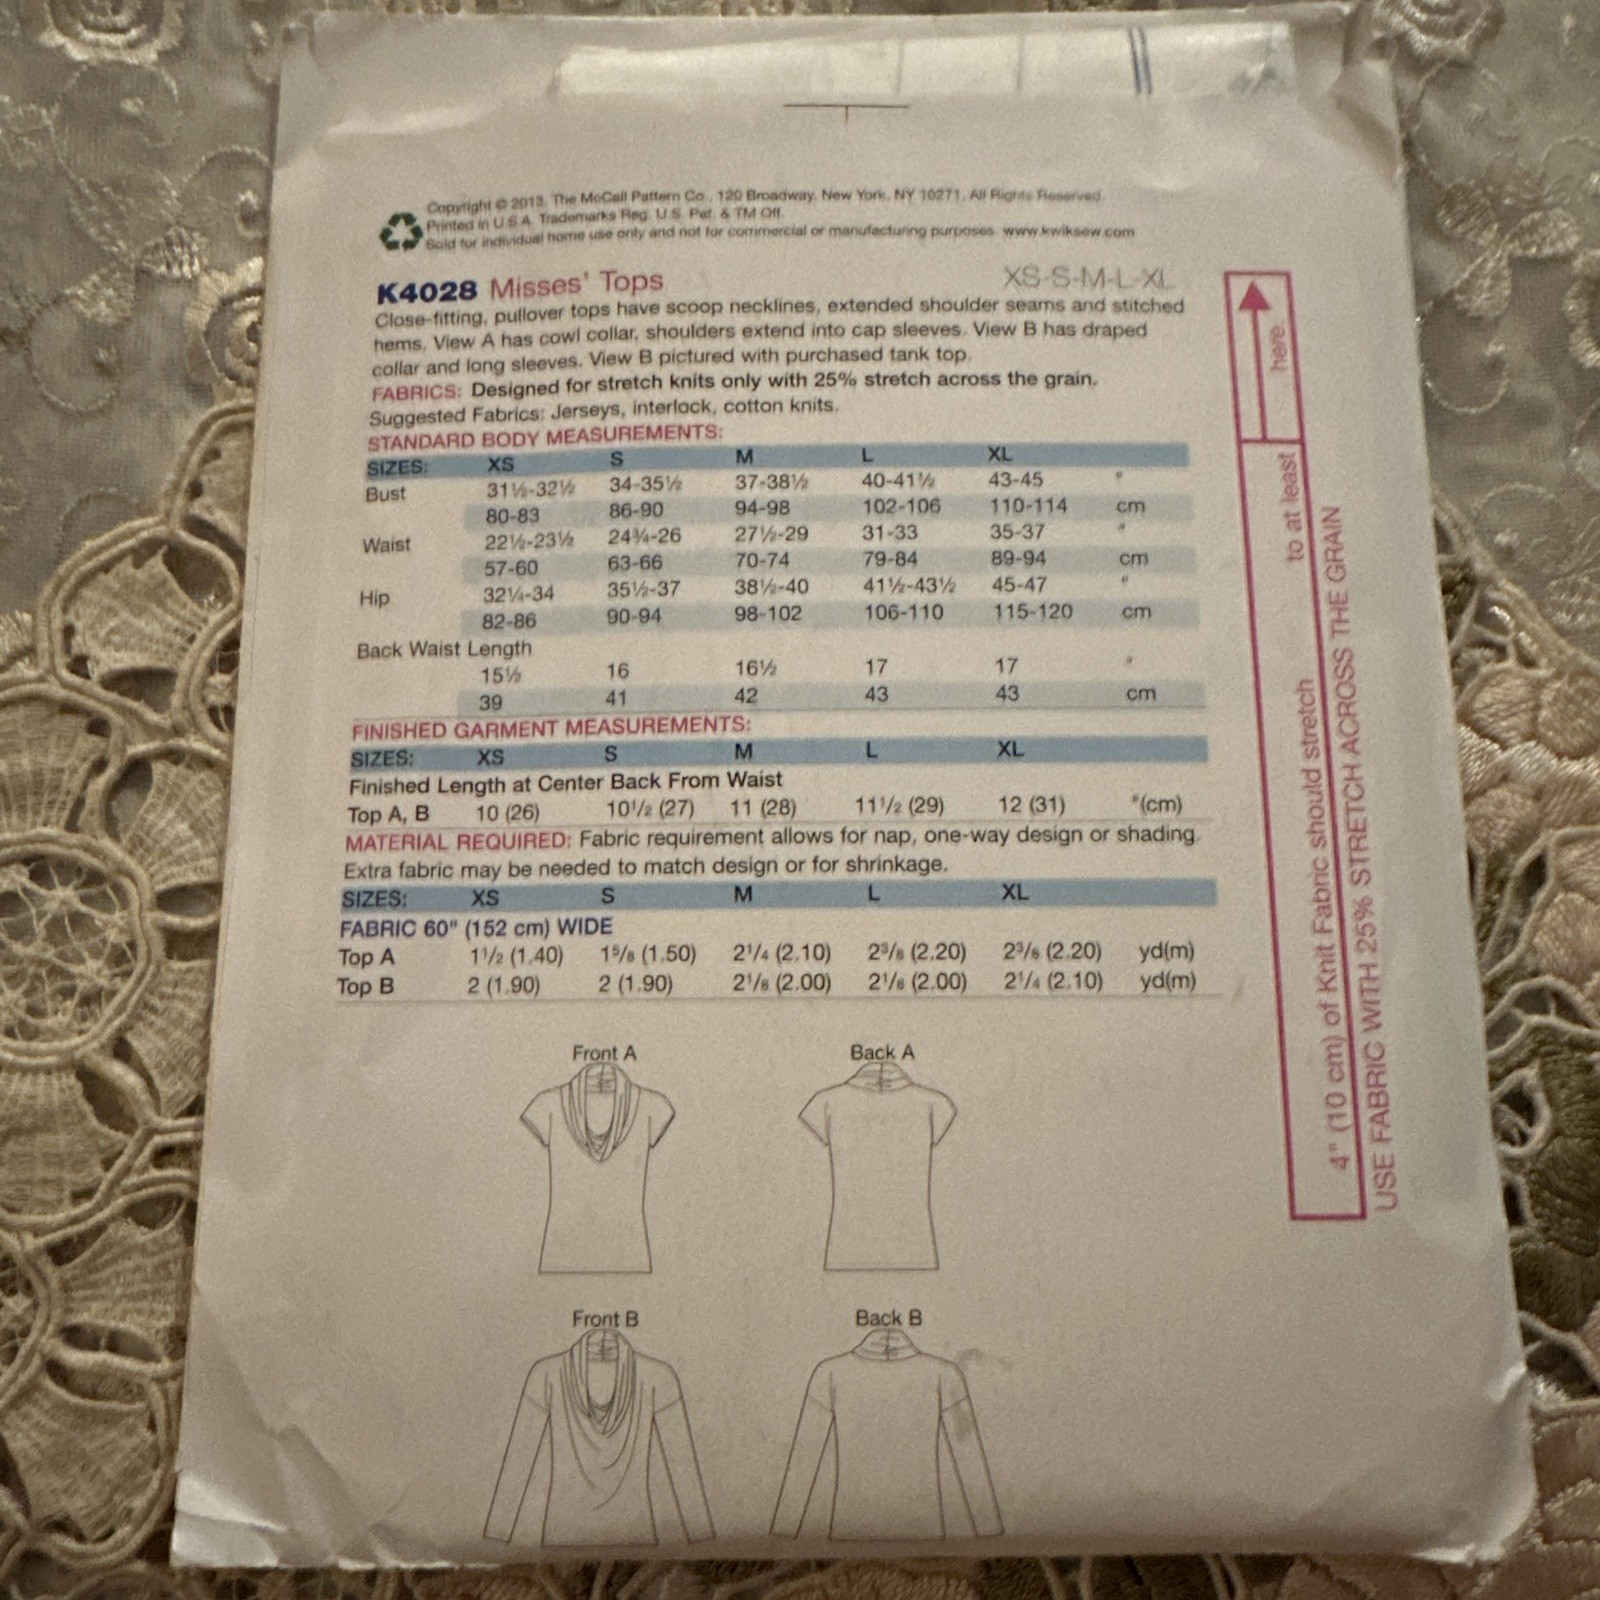 Copyright © 2013, The McCall Pattern Co., 120 Broadway, New York, NY 10271, All Rights Reserved.
Printed in U.S.A. Trademarks Reg. U.S. Pat. & TM Off.
Sold for individual home use only and not for commercial or manufacturing purposes. www.kwiksew.com
K4028 Misses' Tops XS-S-M-L-XL
Close-fitting, pullover tops have scoop necklines, extended shoulder seams and stitched
hems. View A has cowl collar, shoulders extend into cap sleeves. View B has draped
collar and long sleeves. View B pictured with purchased tank top.
FABRICS: Designed for stretch knits only with 25% stretch across the grain.
Suggested Fabrics: Jerseys, interlock, cotton knits.
STANDARD BODY MEASUREMENTS:
SIZES: XS S M L XL
Bust 31½-32½ 34-35½ 37-38½ 40-41½ 43-45 "
80-83 86-90 94-98 102-106 110-114 cm
Waist 22½-23½ 24¾-26 27½-29 31-33 35-37 "
57-60 63-66 70-74 79-84 89-94 cm
Hip 32¼-34 35½-37 38½-40 41½-43½ 45-47 "
82-86 90-94 98-102 106-110 115-120 cm
Back Waist Length
15½ 16 16½ 17 17 "
39 41 42 43 43 cm
FINISHED GARMENT MEASUREMENTS:
SIZES: XS S M L XL
Finished Length at Center Back From Waist
Top A, B 10 (26) 10½ (27) 11 (28) 11½ (29) 12 (31) "(cm)
MATERIAL REQUIRED: Fabric requirement allows for nap, one-way design or shading.
Extra fabric may be needed to match design or for shrinkage.
SIZES: XS S M L XL
FABRIC 60" (152 cm) WIDE
Top A 1½ (1.40) 1⅝ (1.50) 2¼ (2.10) 2⅜ (2.20) 2⅜ (2.20) yd(m)
Top B 2 (1.90) 2 (1.90) 2⅛ (2.00) 2⅛ (2.00) 2¼ (2.10) yd(m)
Front A Back A
Front B Back B
4" (10 cm) of Knit Fabric should stretch to at least here.
USE FABRIC WITH 25% STRETCH ACROSS THE GRAIN